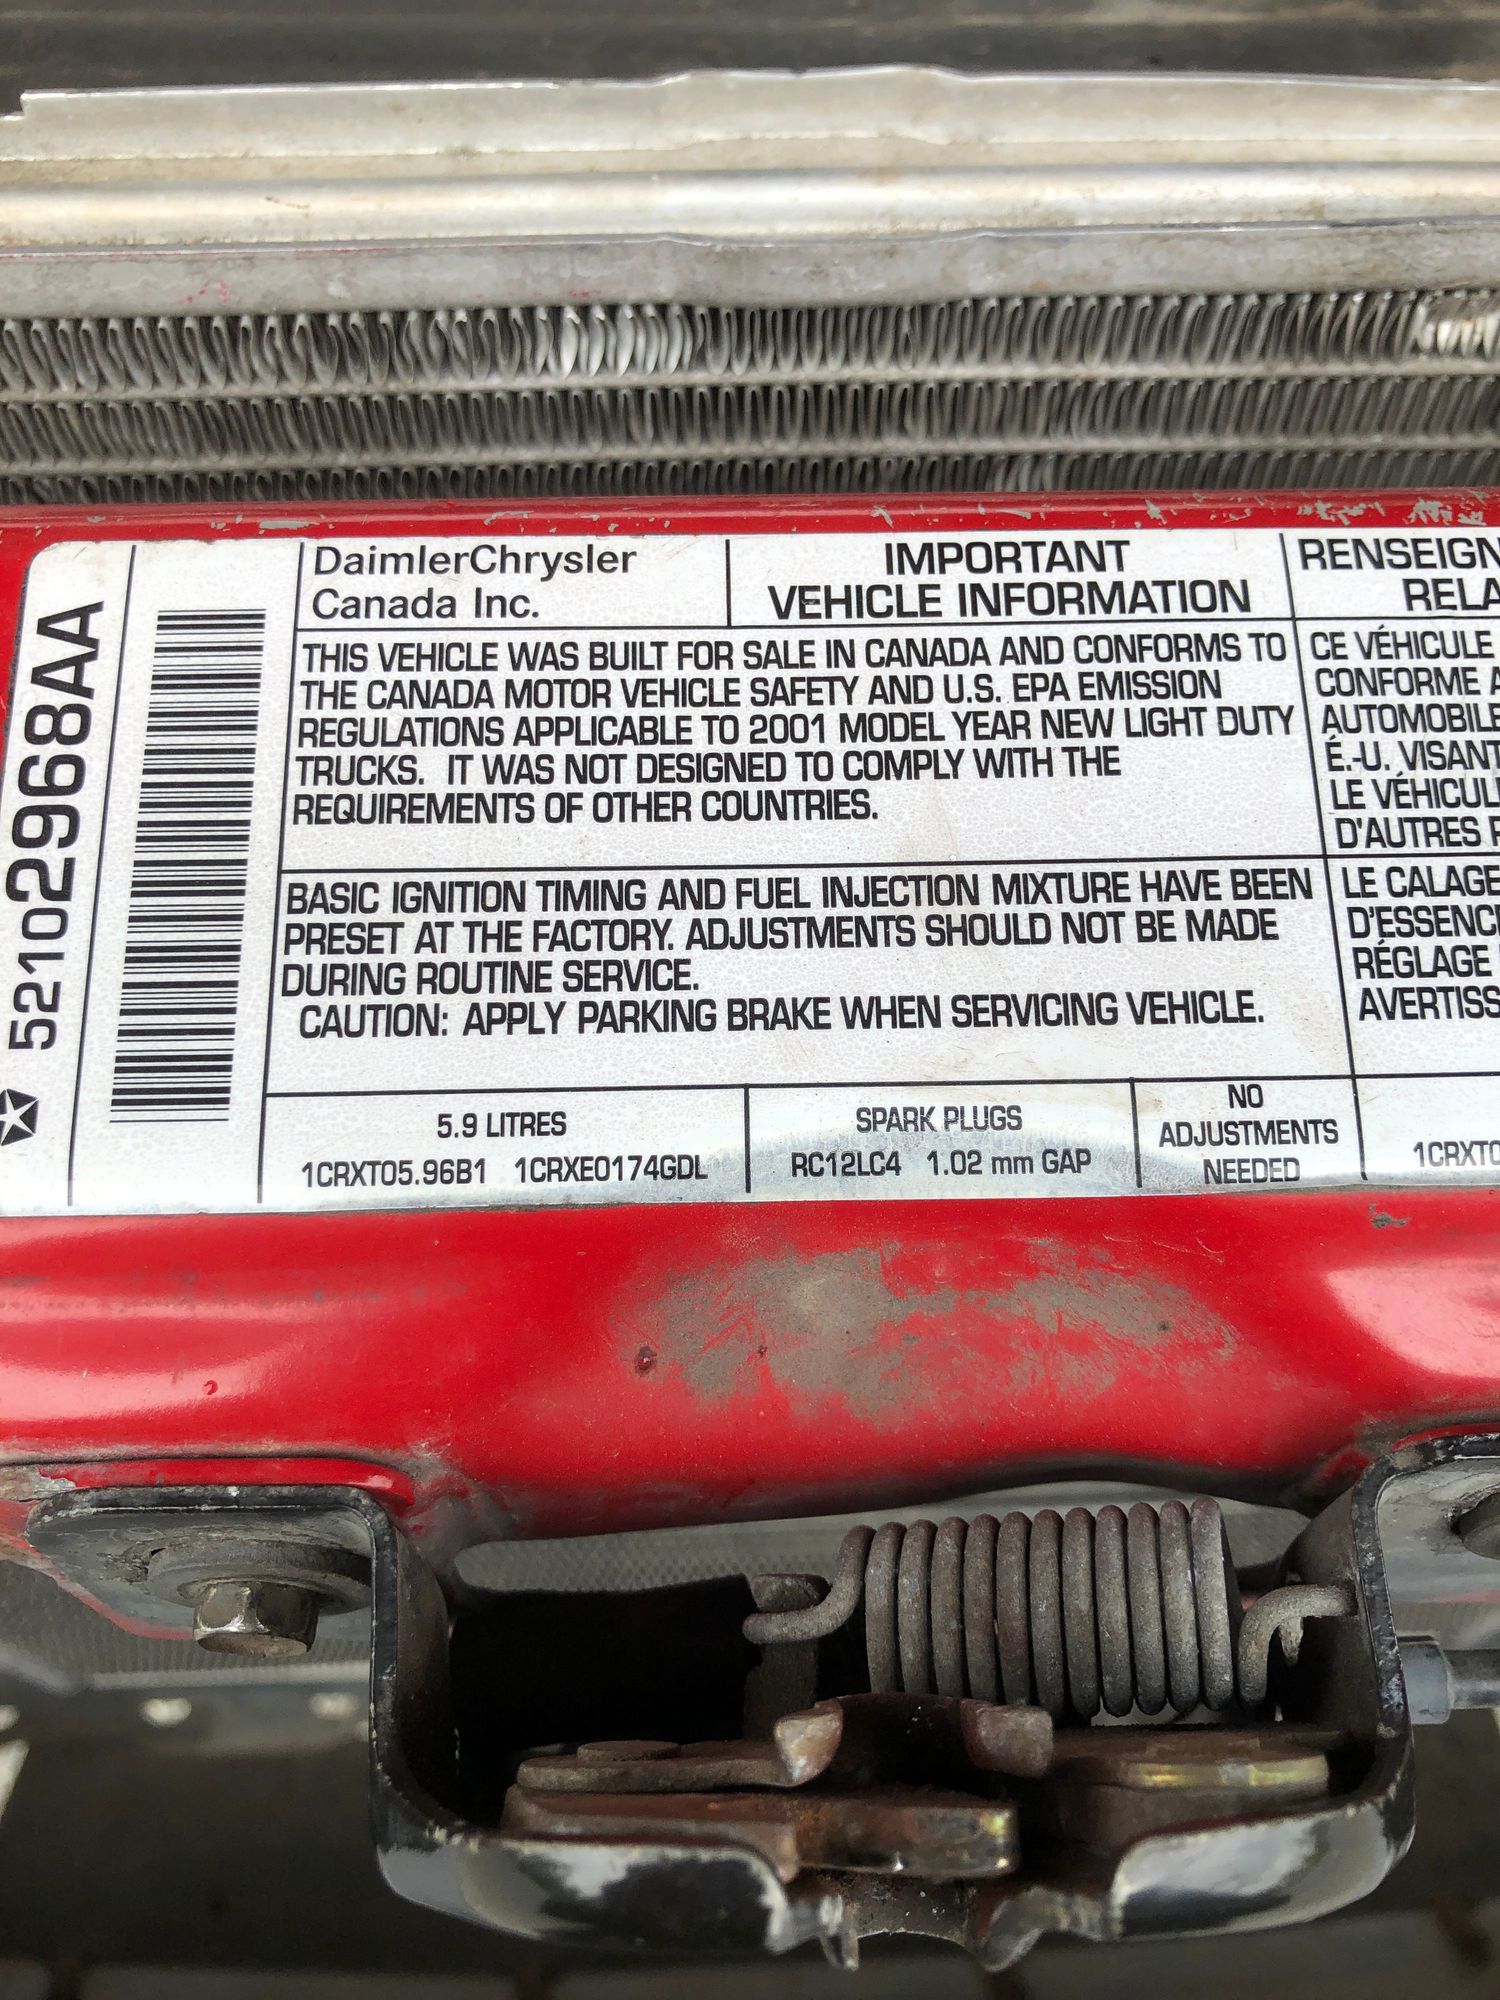 52102968AA
DaimlerChrysler
Canada Inc.
IMPORTANT
VEHICLE INFORMATION
THIS VEHICLE WAS BUILT FOR SALE IN CANADA AND CONFORMS TO
THE CANADA MOTOR VEHICLE SAFETY AND U.S. EPA EMISSION
REGULATIONS APPLICABLE TO 2001 MODEL YEAR NEW LIGHT DUTY
TRUCKS. IT WAS NOT DESIGNED TO COMPLY WITH THE
REQUIREMENTS OF OTHER COUNTRIES.
BASIC IGNITION TIMING AND FUEL INJECTION MIXTURE HAVE BEEN
PRESET AT THE FACTORY. ADJUSTMENTS SHOULD NOT BE MADE
DURING ROUTINE SERVICE.
CAUTION: APPLY PARKING BRAKE WHEN SERVICING VEHICLE.
5.9 LITRES
1CRXT05.96B1 1CRXE0174GDL
SPARK PLUGS
RC12LC4 1.02 mm GAP
NO
ADJUSTMENTS
NEEDED
RENSEIGN
RELA
CE VÉHICULE
CONFORME A
AUTOMOBILE
É.-U. VISANT
LE VÉHICUL
D'AUTRES P
LE CALAGE
D'ESSENC
RÉGLAGE
AVERTISS
1CRXT0